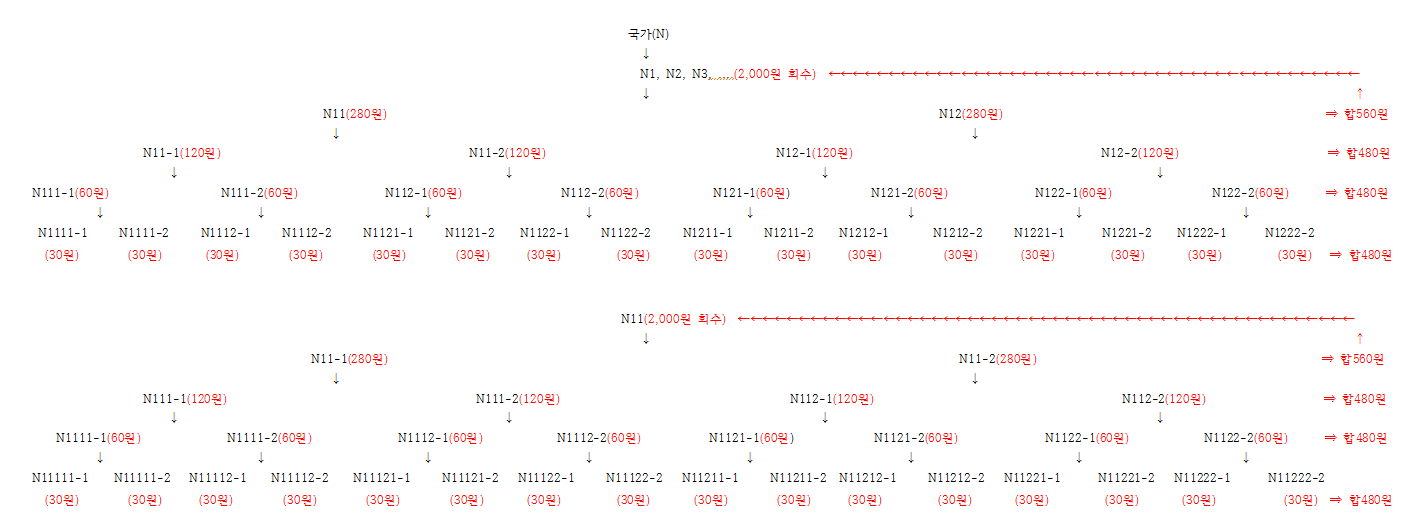 국가(N)
↓
N1, N2, N3,,,,,,,(2,000원 회수) ←←←←←←←←←←←←←←←←←←←←←←←←←←←←←←←←←←←←←←←←←←←←
↓ ↑
N11(280원) N12(280원) ⇒ 합560원
↓ ↓
N11-1(120원) N11-2(120원) N12-1(120원) N12-2(120원) ⇒ 합480원
↓ ↓ ↓ ↓
N111-1(60원) N111-2(60원) N112-1(60원) N112-2(60원) N121-1(60원) N121-2(60원) N122-1(60원) N122-2(60원) ⇒ 합480원
↓ ↓ ↓ ↓ ↓ ↓ ↓ ↓
N1111-1 N1111-2 N1112-1 N1112-2 N1121-1 N1121-2 N1122-1 N1122-2 N1211-1 N1211-2 N1212-1 N1212-2 N1221-1 N1221-2 N1222-1 N1222-2
(30원) (30원) (30원) (30원) (30원) (30원) (30원) (30원) (30원) (30원) (30원) (30원) (30원) (30원) (30원) (30원) ⇒ 합480원
N11(2,000원 회수) ←←←←←←←←←←←←←←←←←←←←←←←←←←←←←←←←←←←←←←←←←←←←←←←←←←←
↓ ↑
N11-1(280원) N11-2(280원) ⇒ 합560원
↓ ↓
N111-1(120원) N111-2(120원) N112-1(120원) N112-2(120원) ⇒ 합480원
↓ ↓ ↓ ↓
N1111-1(60원) N1111-2(60원) N1112-1(60원) N1112-2(60원) N1121-1(60원) N1121-2(60원) N1122-1(60원) N1122-2(60원) ⇒ 합480원
↓ ↓ ↓ ↓ ↓ ↓ ↓ ↓
N11111-1 N11111-2 N11112-1 N11112-2 N11121-1 N11121-2 N11122-1 N11122-2 N11211-1 N11211-2 N11212-1 N11212-2 N11221-1 N11221-2 N11222-1 N11222-2
(30원) (30원) (30원) (30원) (30원) (30원) (30원) (30원) (30원) (30원) (30원) (30원) (30원) (30원) (30원) (30원) ⇒ 합480원